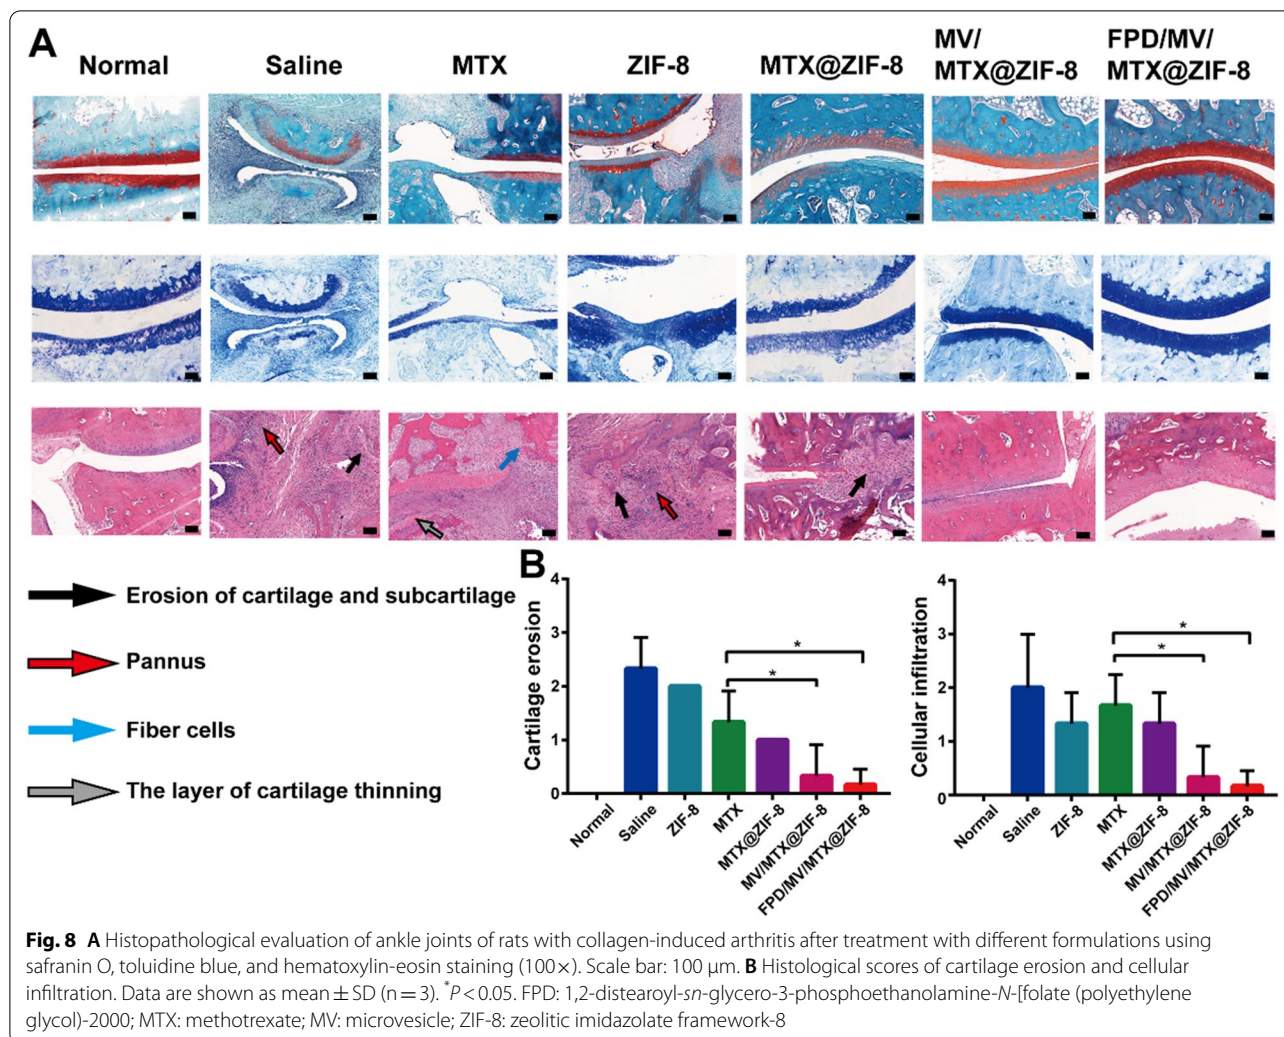 A
Normal
Saline
MTX
ZIF-8
MTX@ZIF-8
MV/
MTX@ZIF-8
FPD/MV/
MTX@ZIF-8
Erosion of cartilage and subcartilage
Pannus
Fiber cells
The layer of cartilage thinning
B
Cartilage erosion
4
3
2
1
0
*
*
Normal
Saline
ZIF-8
MTX
MTX@ZIF-8
MV/MTX@ZIF-8
FPD/MV/MTX@ZIF-8
Cellular infiltration
4
3
2
1
0
*
*
Normal
Saline
ZIF-8
MTX
MTX@ZIF-8
MV/MTX@ZIF-8
FPD/MV/MTX@ZIF-8
Fig. 8 A Histopathological evaluation of ankle joints of rats with collagen-induced arthritis after treatment with different formulations using
safranin O, toluidine blue, and hematoxylin-eosin staining (100×). Scale bar: 100 μm. B Histological scores of cartilage erosion and cellular
infiltration. Data are shown as mean ± SD (n = 3). *P < 0.05. FPD: 1,2-distearoyl-sn-glycero-3-phosphoethanolamine-N-[folate (polyethylene
glycol)-2000; MTX: methotrexate; MV: microvesicle; ZIF-8: zeolitic imidazolate framework-8